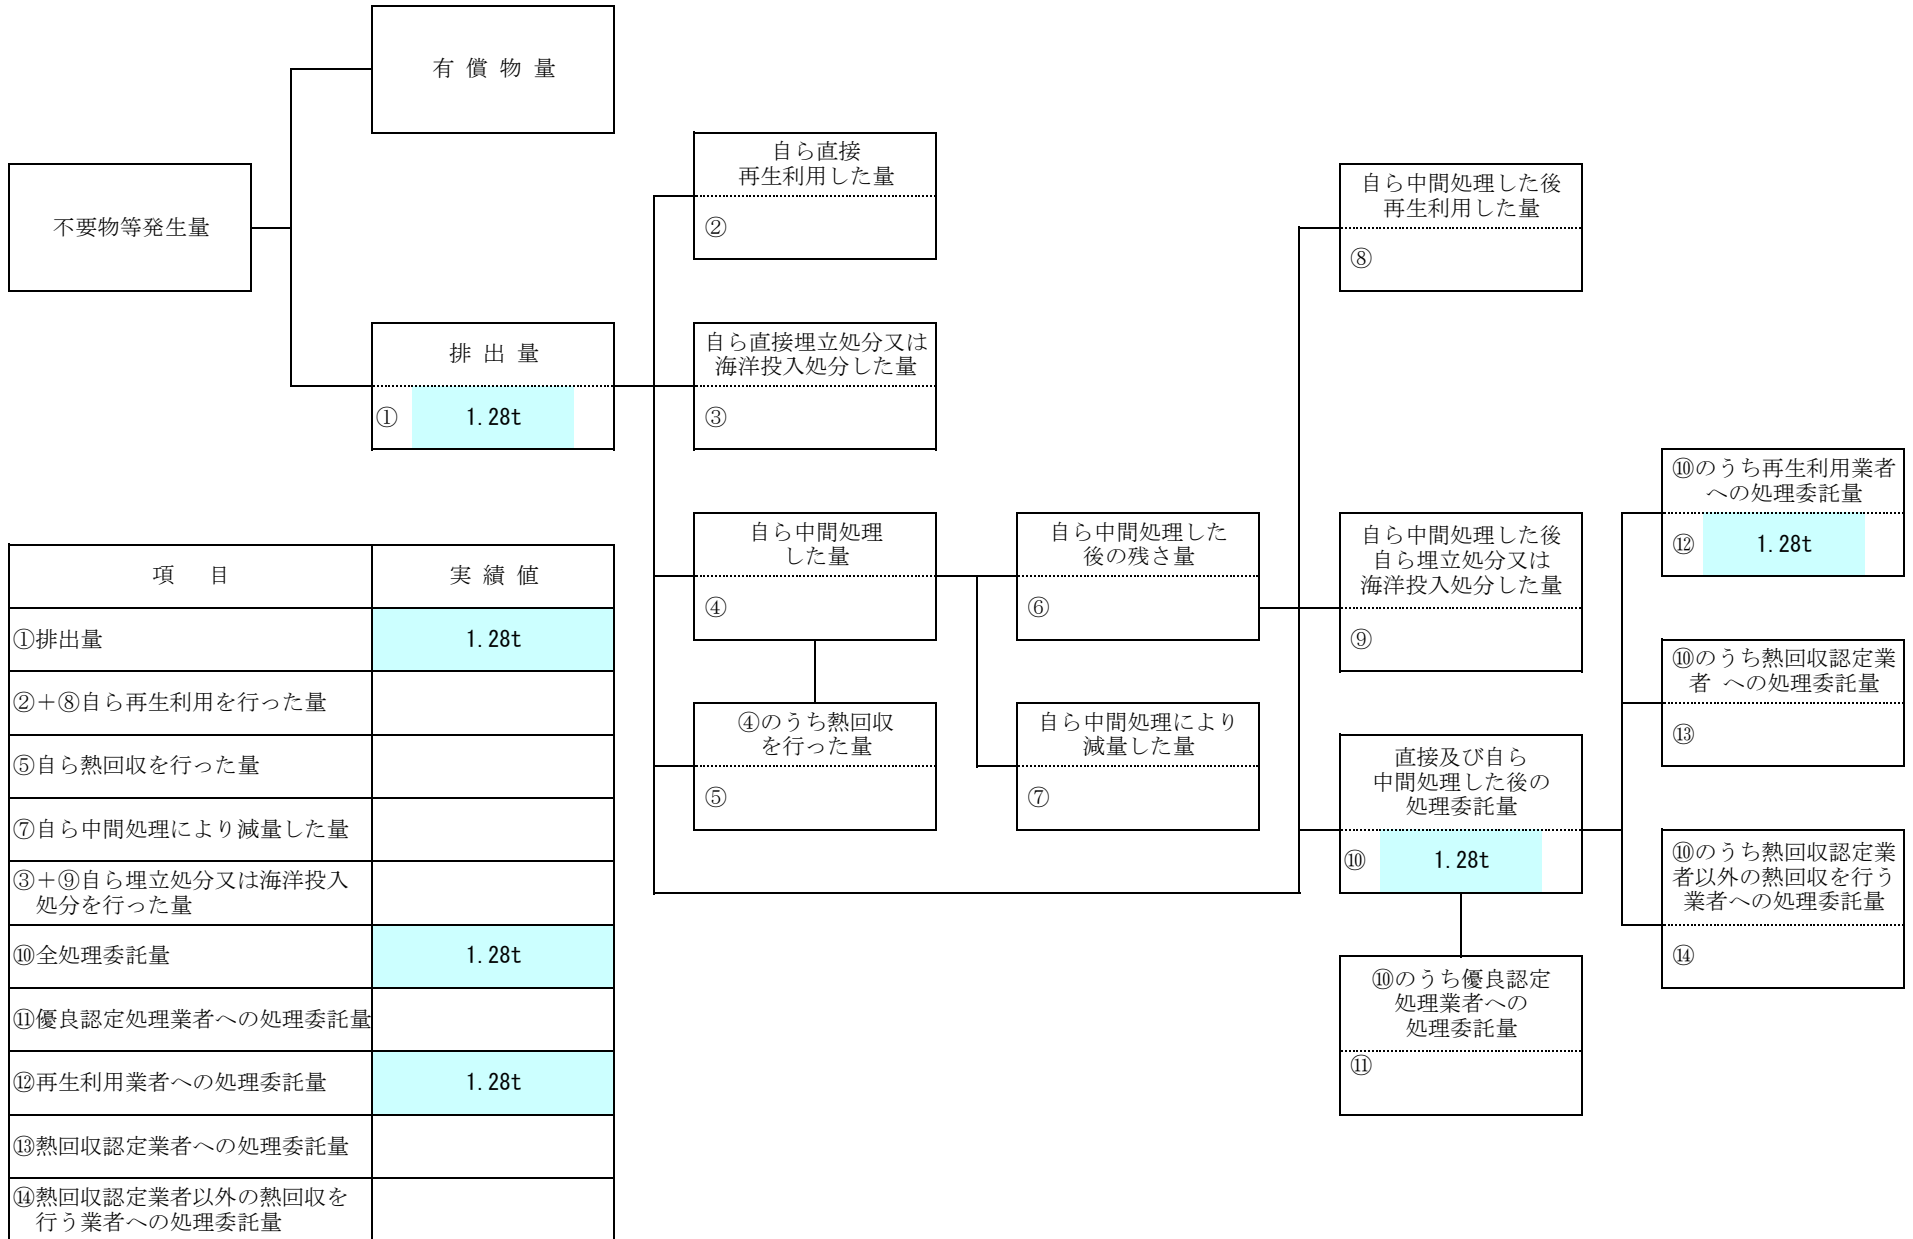 有 償 物 量
不要物等発生量
排 出 量
① 1.28t
自ら直接
再生利用した量
②
自ら直接埋立処分又は
海洋投入処分した量
③
自ら中間処理
した量
④
④のうち熱回収
を行った量
⑤
自ら中間処理した
後の残さ量
⑥
自ら中間処理により
減量した量
⑦
自ら中間処理した後
再生利用した量
⑧
自ら中間処理した後
自ら埋立処分又は
海洋投入処分した量
⑨
直接及び自ら
中間処理した後の
処理委託量
⑩ 1.28t
⑩のうち優良認定
処理業者への
処理委託量
⑪
⑩のうち再生利用業者
への処理委託量
⑫ 1.28t
⑩のうち熱回収認定業
者 への処理委託量
⑬
⑩のうち熱回収認定業
者以外の熱回収を行う
業者への処理委託量
⑭
項 目 実 績 値
①排出量 1.28t
②＋⑧自ら再生利用を行った量
⑤自ら熱回収を行った量
⑦自ら中間処理により減量した量
③＋⑨自ら埋立処分又は海洋投入
処分を行った量
⑩全処理委託量 1.28t
⑪優良認定処理業者への処理委託量
⑫再生利用業者への処理委託量 1.28t
⑬熱回収認定業者への処理委託量
⑭熱回収認定業者以外の熱回収を
行う業者への処理委託量